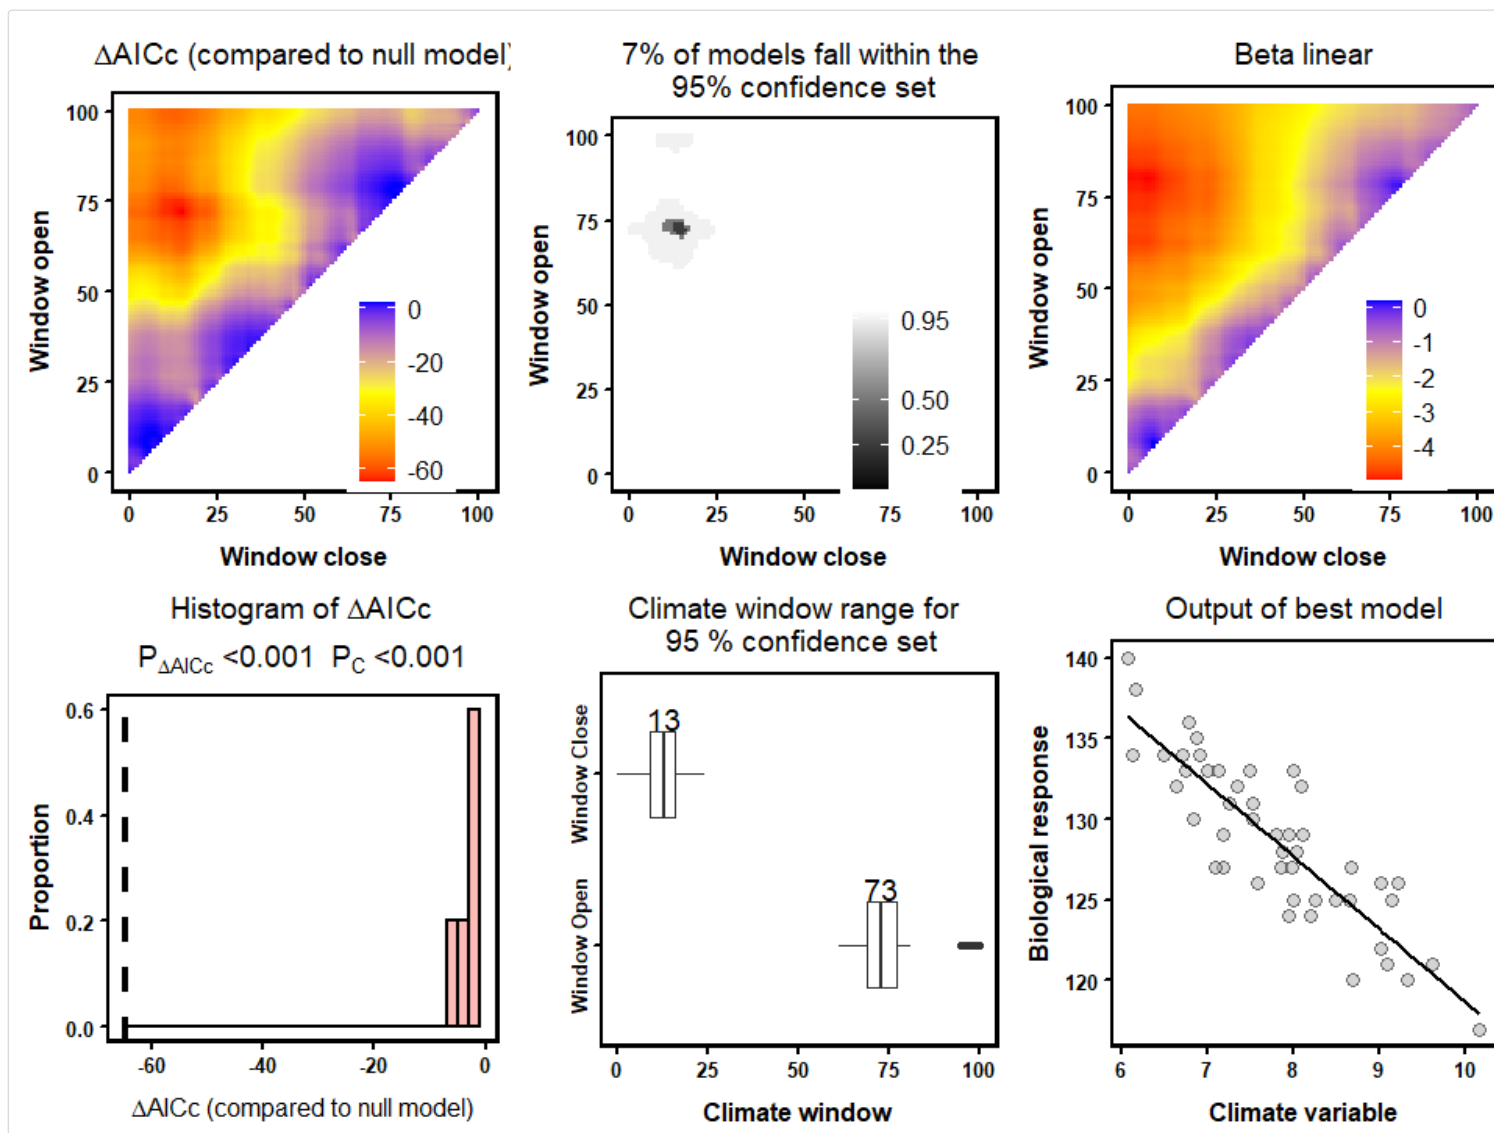 ΔAICc (compared to null model)
100
75
50
25
0
Window open
0
-20
-40
-60
0 25 50 75 100
Window close
7% of models fall within the
95% confidence set
100
75
50
25
0
Window open
0.95
0.50
0.25
0 25 50 75 100
Window close
Beta linear
100
75
50
25
0
Window open
0
-1
-2
-3
-4
0 25 50 75 100
Window close
Histogram of ΔAICc
PΔAICc <0.001 PC <0.001
0.6
0.4
0.2
0.0
Proportion
-60 -40 -20 0
ΔAICc (compared to null model)
Climate window range for
95 % confidence set
Window Close
13
Window Open
73
0 25 50 75 100
Climate window
Output of best model
140
135
130
125
120
Biological response
6 7 8 9 10
Climate variable